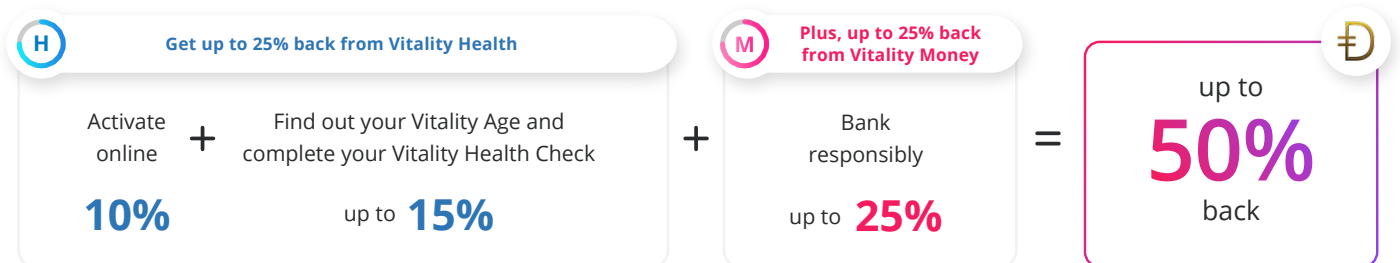 H
Get up to 25% back from Vitality Health
Activate
online
+
Find out your Vitality Age and
complete your Vitality Health Check
10%
up to 15%
+
M
Plus, up to 25% back
from Vitality Money
Bank
responsibly
up to 25%
=
up to
50%
back